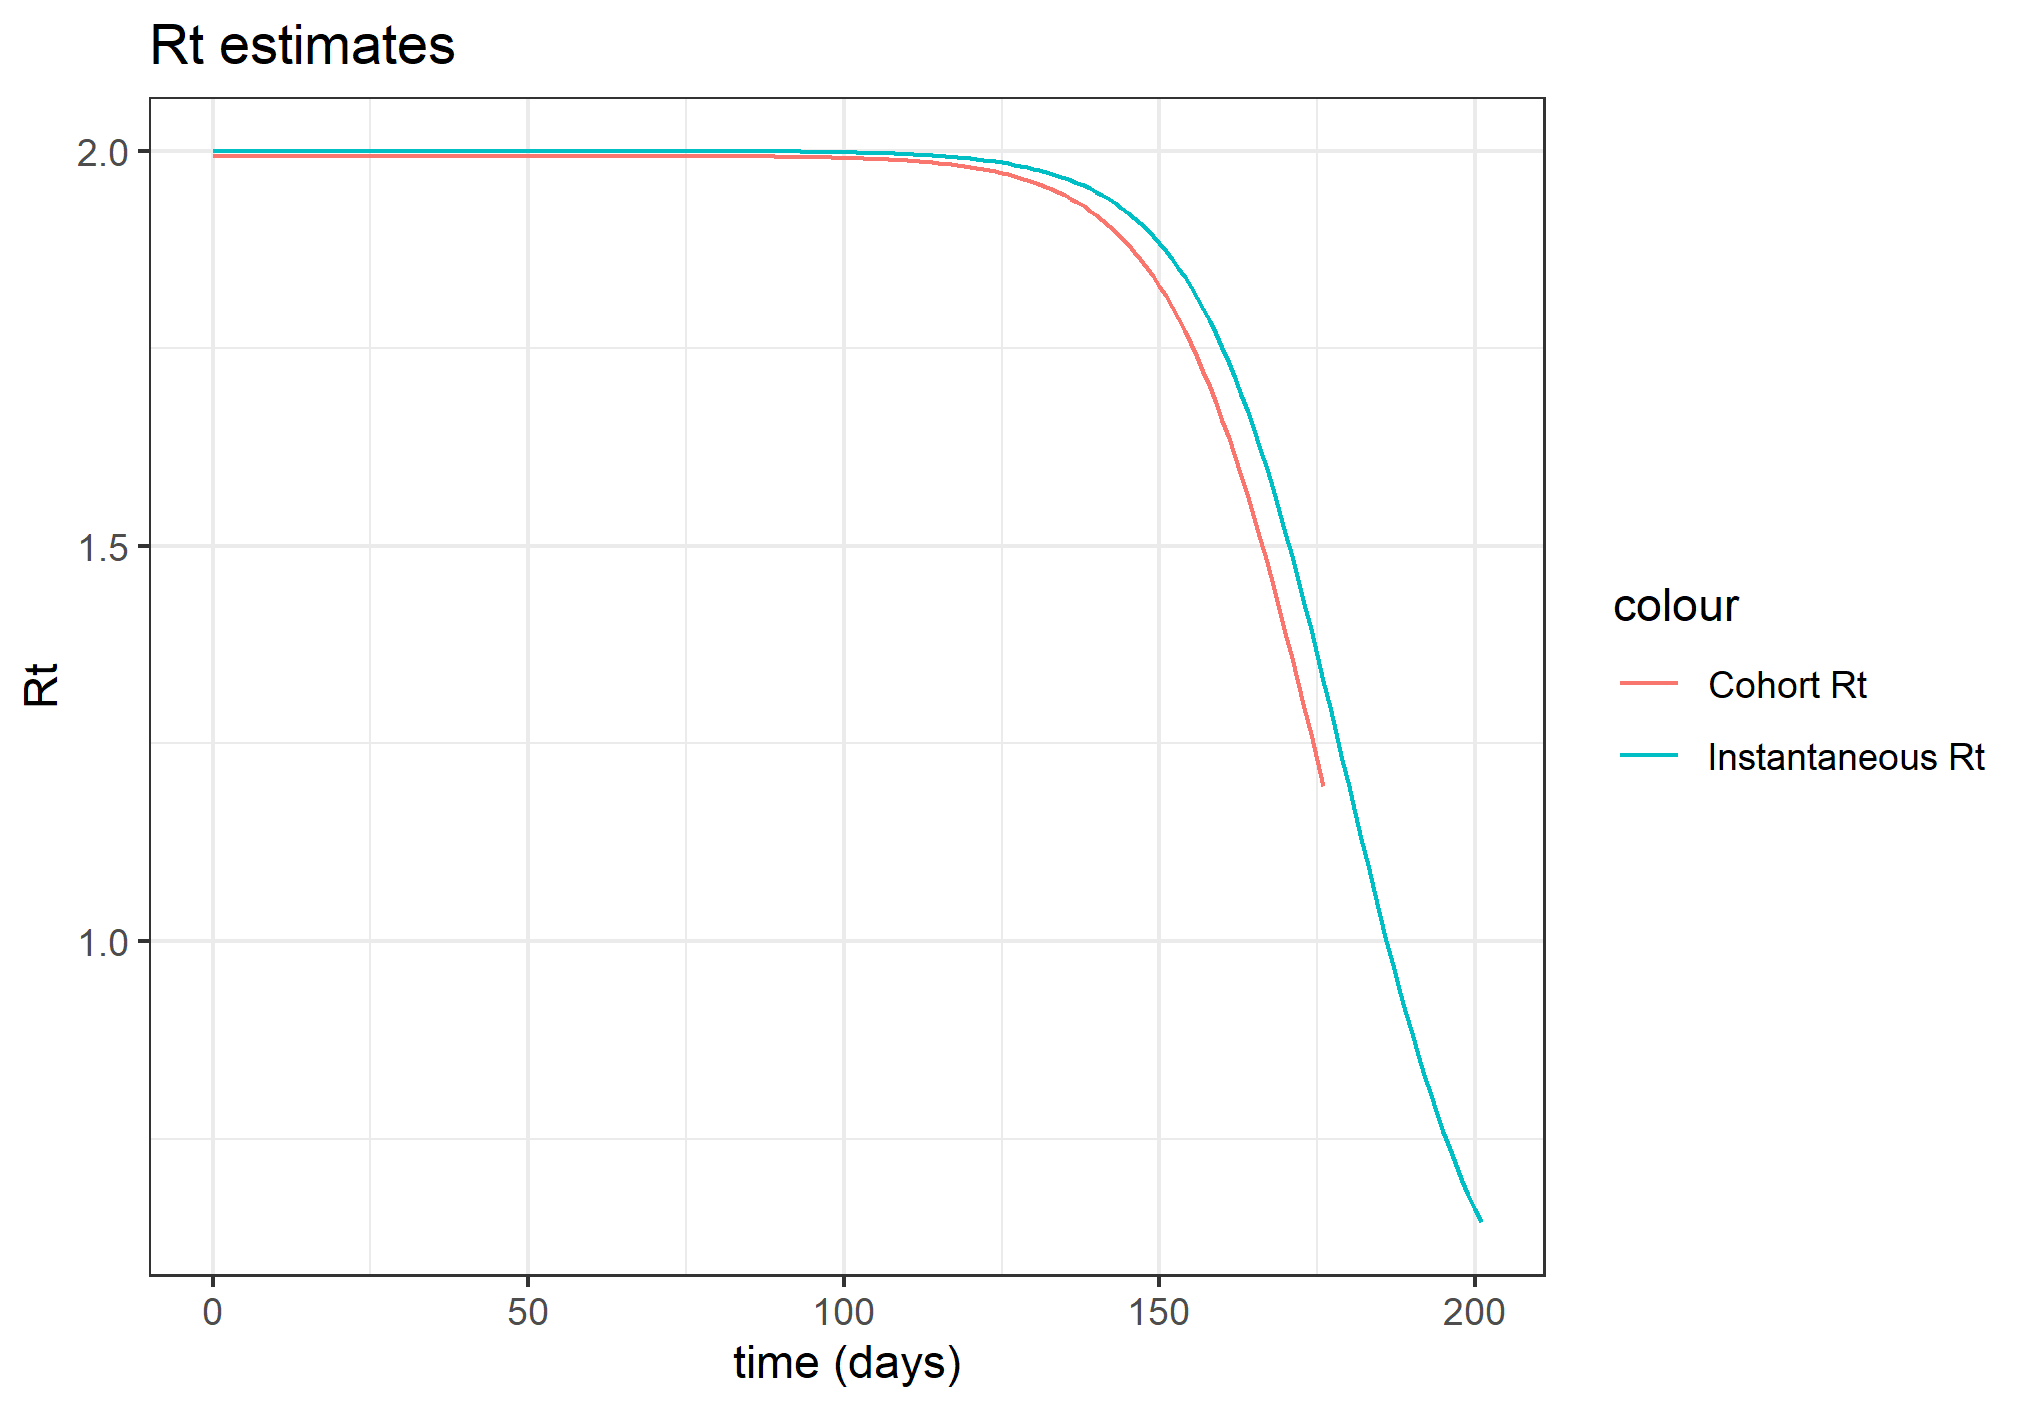 Rt estimates
2.0
1.5
1.0
Rt
0 50 100 150 200
time (days)
colour
Cohort Rt
Instantaneous Rt